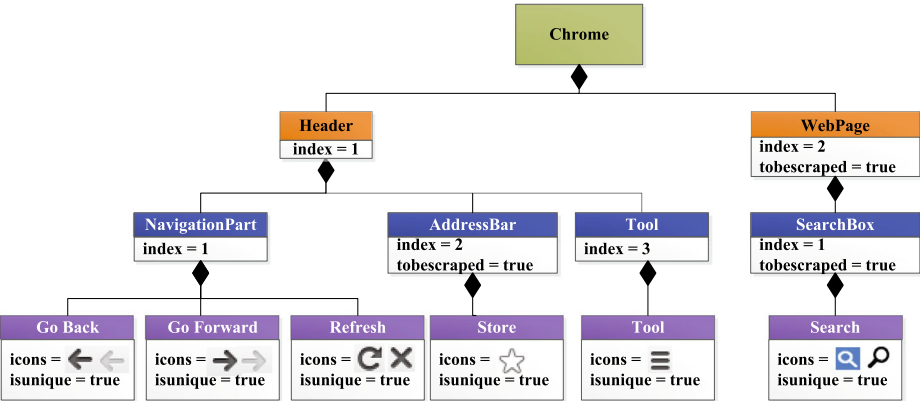 Chrome
Header
index = 1
WebPage
index = 2
tobescraped = true
NavigationPart
index = 1
AddressBar
index = 2
tobescraped = true
Tool
index = 3
SearchBox
index = 1
tobescraped = true
Go Back
icons =
isunique = true
Go Forward
icons =
isunique = true
Refresh
icons =
isunique = true
Store
icons =
isunique = true
Tool
icons =
isunique = true
Search
icons =
isunique = true